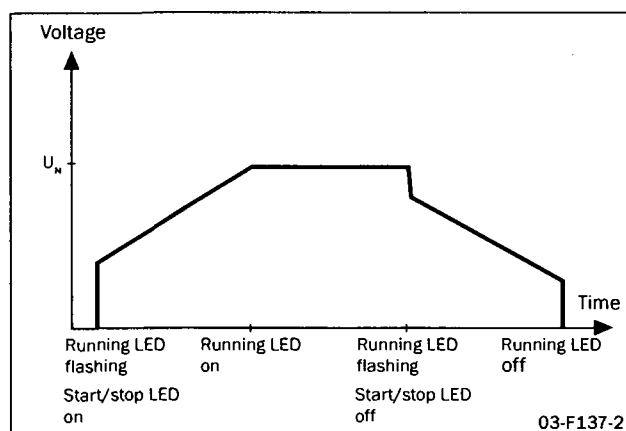 Voltage
U_N
Time
Running LED
flashing
Start/stop LED
on
Running LED
on
Running LED
flashing
Start/stop LED
off
Running LED
off
03-F137-2